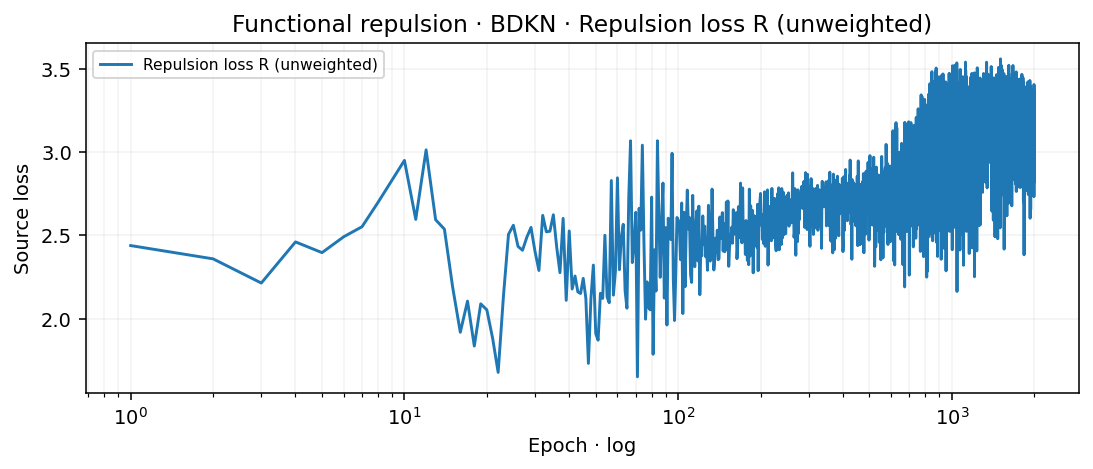 Functional repulsion · BDKN · Repulsion loss R (unweighted)
Repulsion loss R (unweighted)
Source loss
3.5
3.0
2.5
2.0
10⁰
10¹
10²
10³
Epoch · log